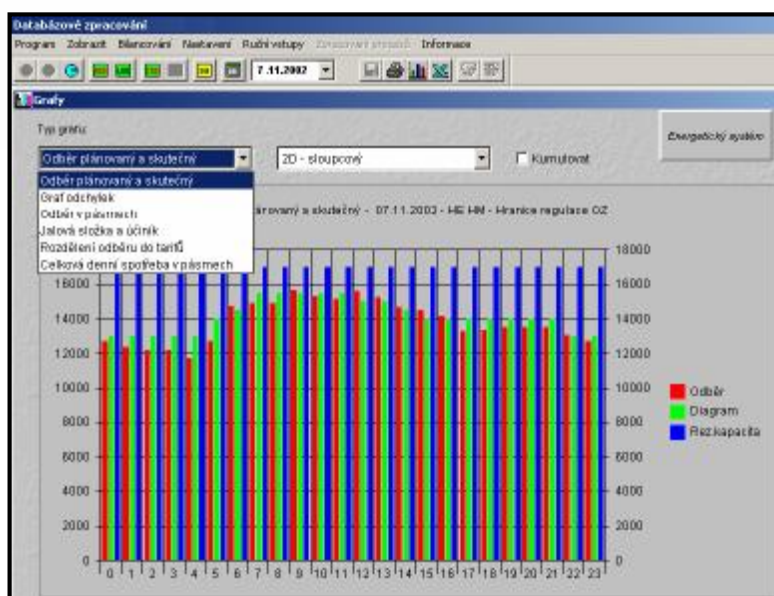 Databázové zpracování
Program Zobrazit Bilancování Nastavení Ruční vstupy Zpracování Informace
7.11.2002
Grafy
Typ grafu:
Energetický systém
Odběr plánovaný a skutečný 2D - sloupcový Kumulovat
Odběr plánovaný a skutečný
Graf odchylek
Odběr v pásmech
Jalová složka a účiník
Rozdělení odběru do tarifů
Celková denní spotřeba v pásmech
ánovaný a skutečný - 07.11.2002 - ME HM - Hranice regulace OZ
18000
16000 16000
14000 14000
12000 12000
10000 10000
8000 8000
6000 6000
4000 4000
2000 2000
0 0
0 1 2 3 4 5 6 7 8 9 10 11 12 13 14 15 16 17 18 19 20 21 22 23
Odběr
Diagram
Rez.kapacita